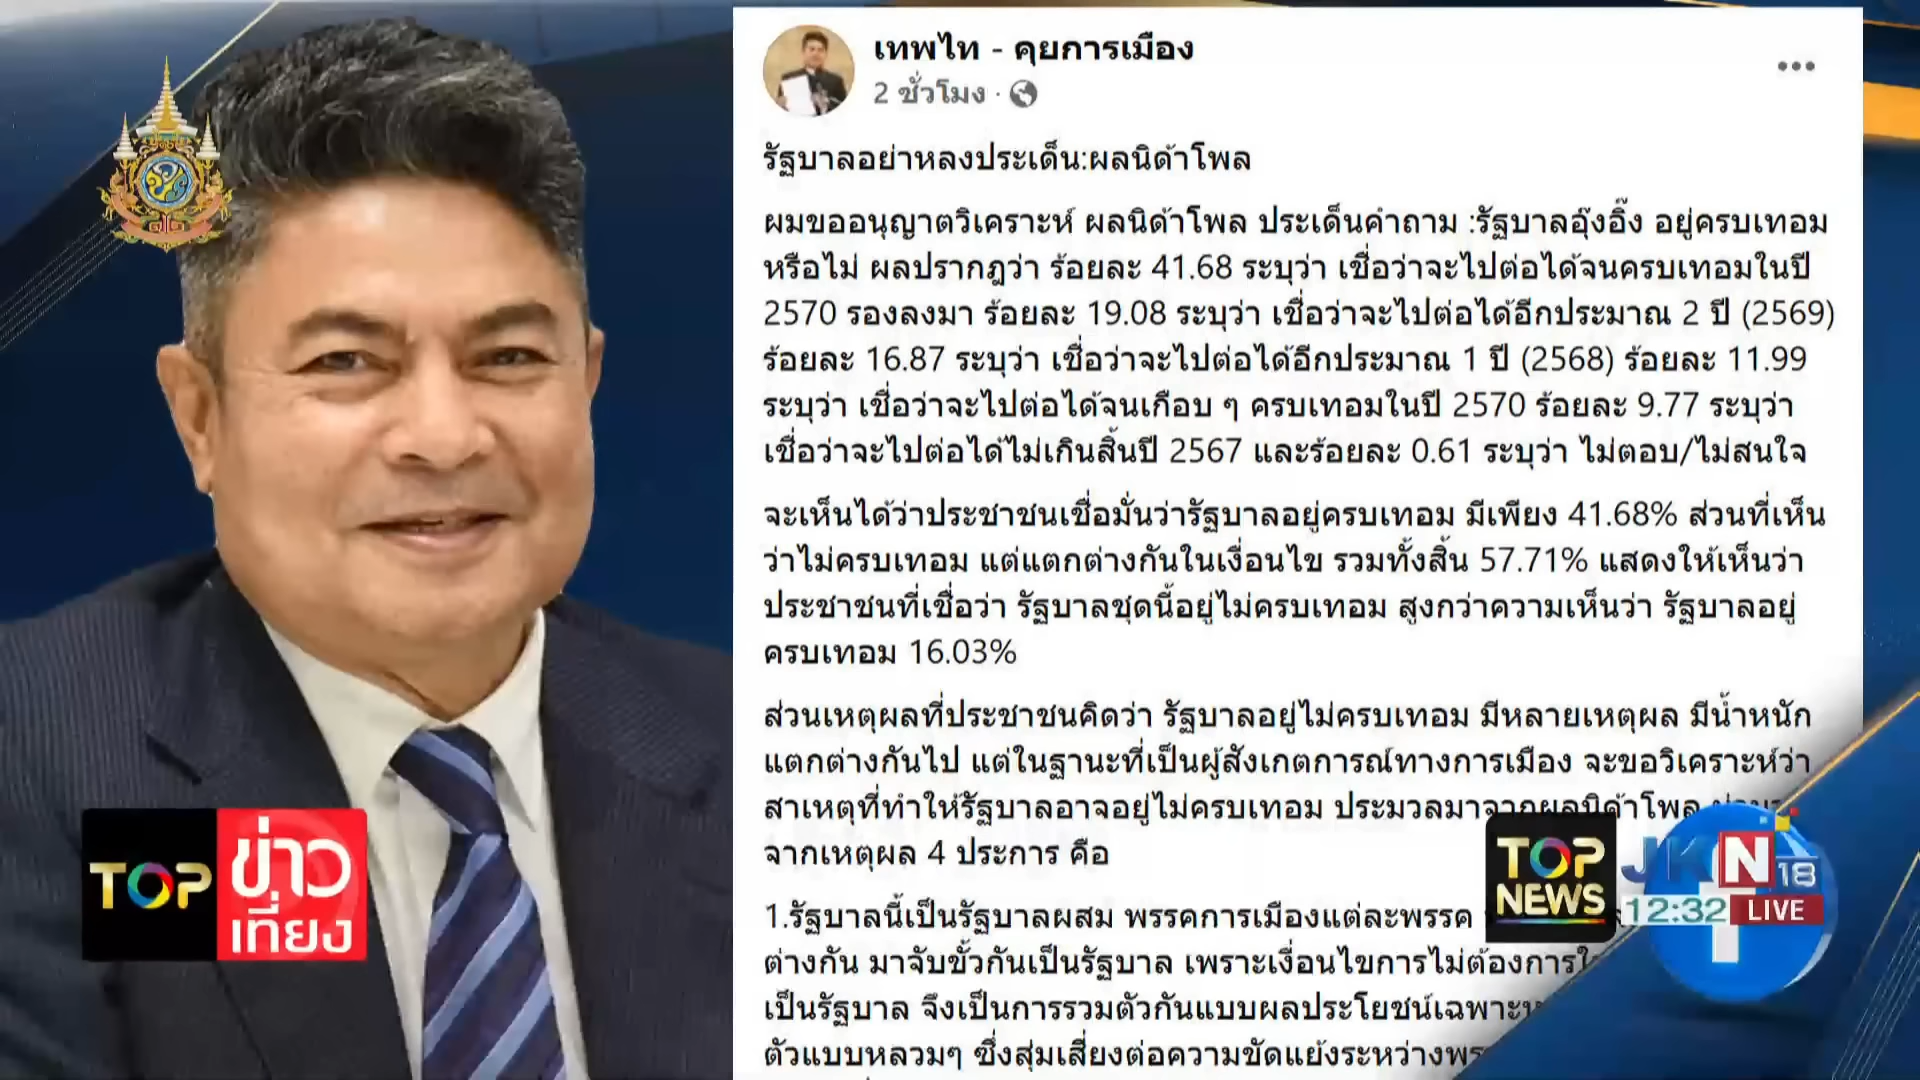 เทพไท - คุยการเมือง
2 ชั่วโมง ·
รัฐบาลอย่าหลงประเด็น:ผลนิด้าโพล
ผมขออนุญาตวิเคราะห์ ผลนิด้าโพล ประเด็นคำถาม :รัฐบาลอุ๊งอิ๊ง อยู่ครบเทอม
หรือไม่ ผลปรากฏว่า ร้อยละ 41.68 ระบุว่า เชื่อว่าจะไปต่อได้จนครบเทอมในปี
2570 รองลงมา ร้อยละ 19.08 ระบุว่า เชื่อว่าจะไปต่อได้อีกประมาณ 2 ปี (2569)
ร้อยละ 16.87 ระบุว่า เชื่อว่าจะไปต่อได้อีกประมาณ 1 ปี (2568) ร้อยละ 11.99
ระบุว่า เชื่อว่าจะไปต่อได้จนเกือบ ๆ ครบเทอมในปี 2570 ร้อยละ 9.77 ระบุว่า
เชื่อว่าจะไปต่อได้ไม่เกินสิ้นปี 2567 และร้อยละ 0.61 ระบุว่า ไม่ตอบ/ไม่สนใจ
จะเห็นได้ว่าประชาชนเชื่อมั่นว่ารัฐบาลอยู่ครบเทอม มีเพียง 41.68% ส่วนที่เห็น
ว่าไม่ครบเทอม แต่แตกต่างกันในเงื่อนไข รวมทั้งสิ้น 57.71% แสดงให้เห็นว่า
ประชาชนที่เชื่อว่า รัฐบาลชุดนี้อยู่ไม่ครบเทอม สูงกว่าความเห็นว่า รัฐบาลอยู่
ครบเทอม 16.03%
ส่วนเหตุผลที่ประชาชนคิดว่า รัฐบาลอยู่ไม่ครบเทอม มีหลายเหตุผล มีน้ำหนัก
แตกต่างกันไป แต่ในฐานะที่เป็นผู้สังเกตการณ์ทางการเมือง จะขอวิเคราะห์ว่า
สาเหตุที่ทำให้รัฐบาลอาจอยู่ไม่ครบเทอม ประมวลมาจากผลนิด้าโพล
จากเหตุผล 4 ประการ คือ
1.รัฐบาลนี้เป็นรัฐบาลผสม พรรคการเมืองแต่ละพรรค
ต่างกัน มาจับขั้วกันเป็นรัฐบาล เพราะเงื่อนไขการไม่ต้องการ
เป็นรัฐบาล จึงเป็นการรวมตัวกันแบบผลประโยชน์เฉพาะ
ตัวแบบหลวมๆ ซึ่งสุ่มเสี่ยงต่อความขัดแย้งระหว่าง
TOP
ข่าว
เที่ยง
TOP
NEWS
JKN 18
12:32 LIVE